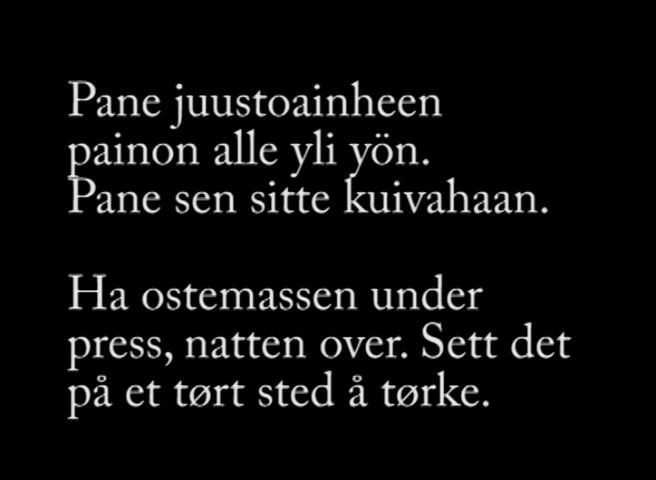 Pane juustoainheen
painon alle yli yön.
Pane sen sitte kuivahaan.
Ha ostemassen under
press, natten over. Sett det
på et tørt sted å tørke.